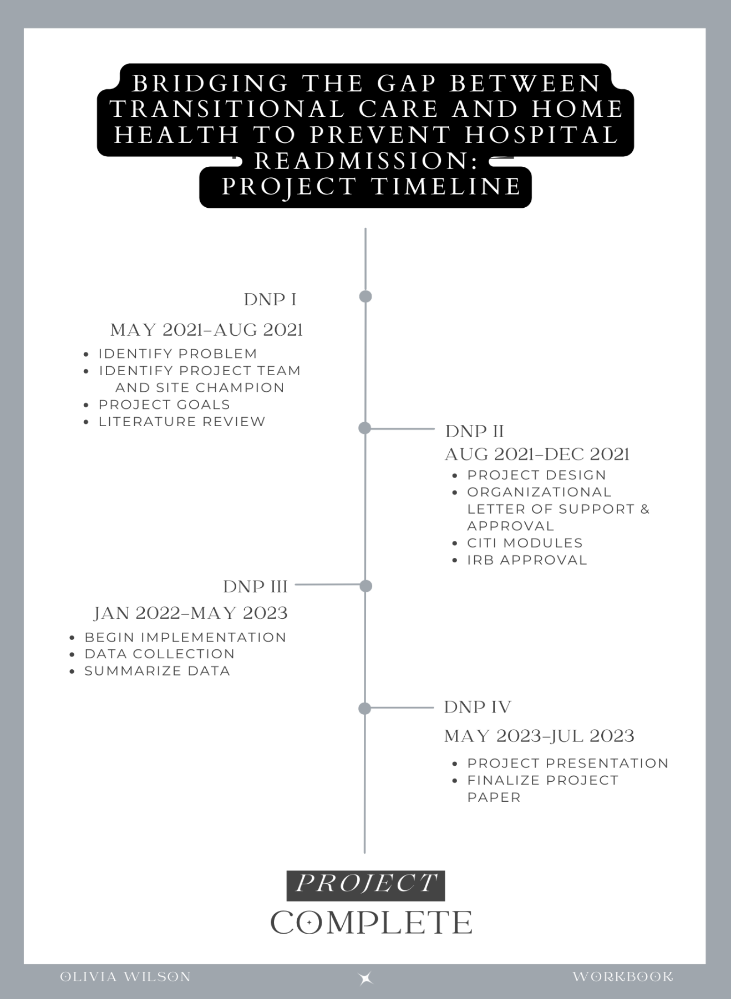 BRIDGING THE GAP BETWEEN
TRANSITIONAL CARE AND HOME
HEALTH TO PREVENT HOSPITAL
READMISSION:
PROJECT TIMELINE
DNP I
MAY 2021–AUG 2021
• IDENTIFY PROBLEM
• IDENTIFY PROJECT TEAM
AND SITE CHAMPION
• PROJECT GOALS
• LITERATURE REVIEW
DNP II
AUG 2021–DEC 2021
• PROJECT DESIGN
• ORGANIZATIONAL
LETTER OF SUPPORT &
APPROVAL
• CITI MODULES
• IRB APPROVAL
DNP III
JAN 2022–MAY 2023
• BEGIN IMPLEMENTATION
• DATA COLLECTION
• SUMMARIZE DATA
DNP IV
MAY 2023–JUL 2023
• PROJECT PRESENTATION
• FINALIZE PROJECT
PAPER
PROJECT
COMPLETE
OLIVIA WILSON
WORKBOOK